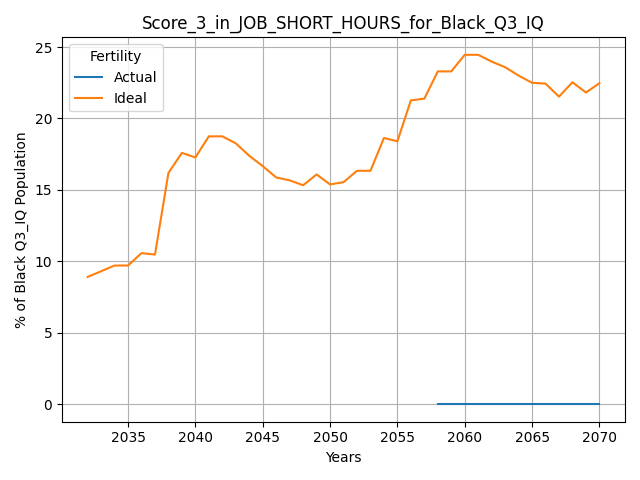 Score_3_in_JOB_SHORT_HOURS_for_Black_Q3_IQ
Fertility
Actual
Ideal
% of Black Q3_IQ Population
25
20
15
10
5
0
2035 2040 2045 2050 2055 2060 2065 2070
Years